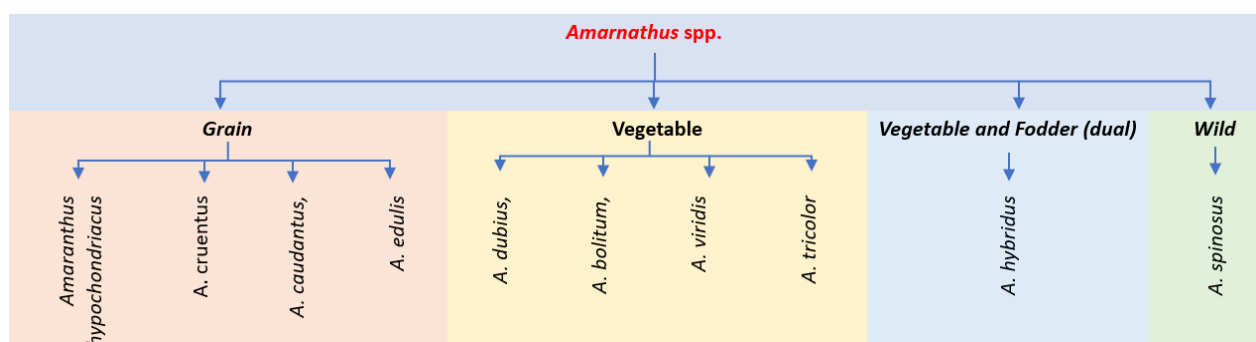 Amarnathus spp.
Grain
Vegetable
Vegetable and Fodder (dual)
Wild
Amaranthus
hypochondriacus
A. cruentus
A. caudantus,
A. edulis
A. dubius,
A. bolitum,
A. viridis
A. tricolor
A. hybridus
A. spinosus